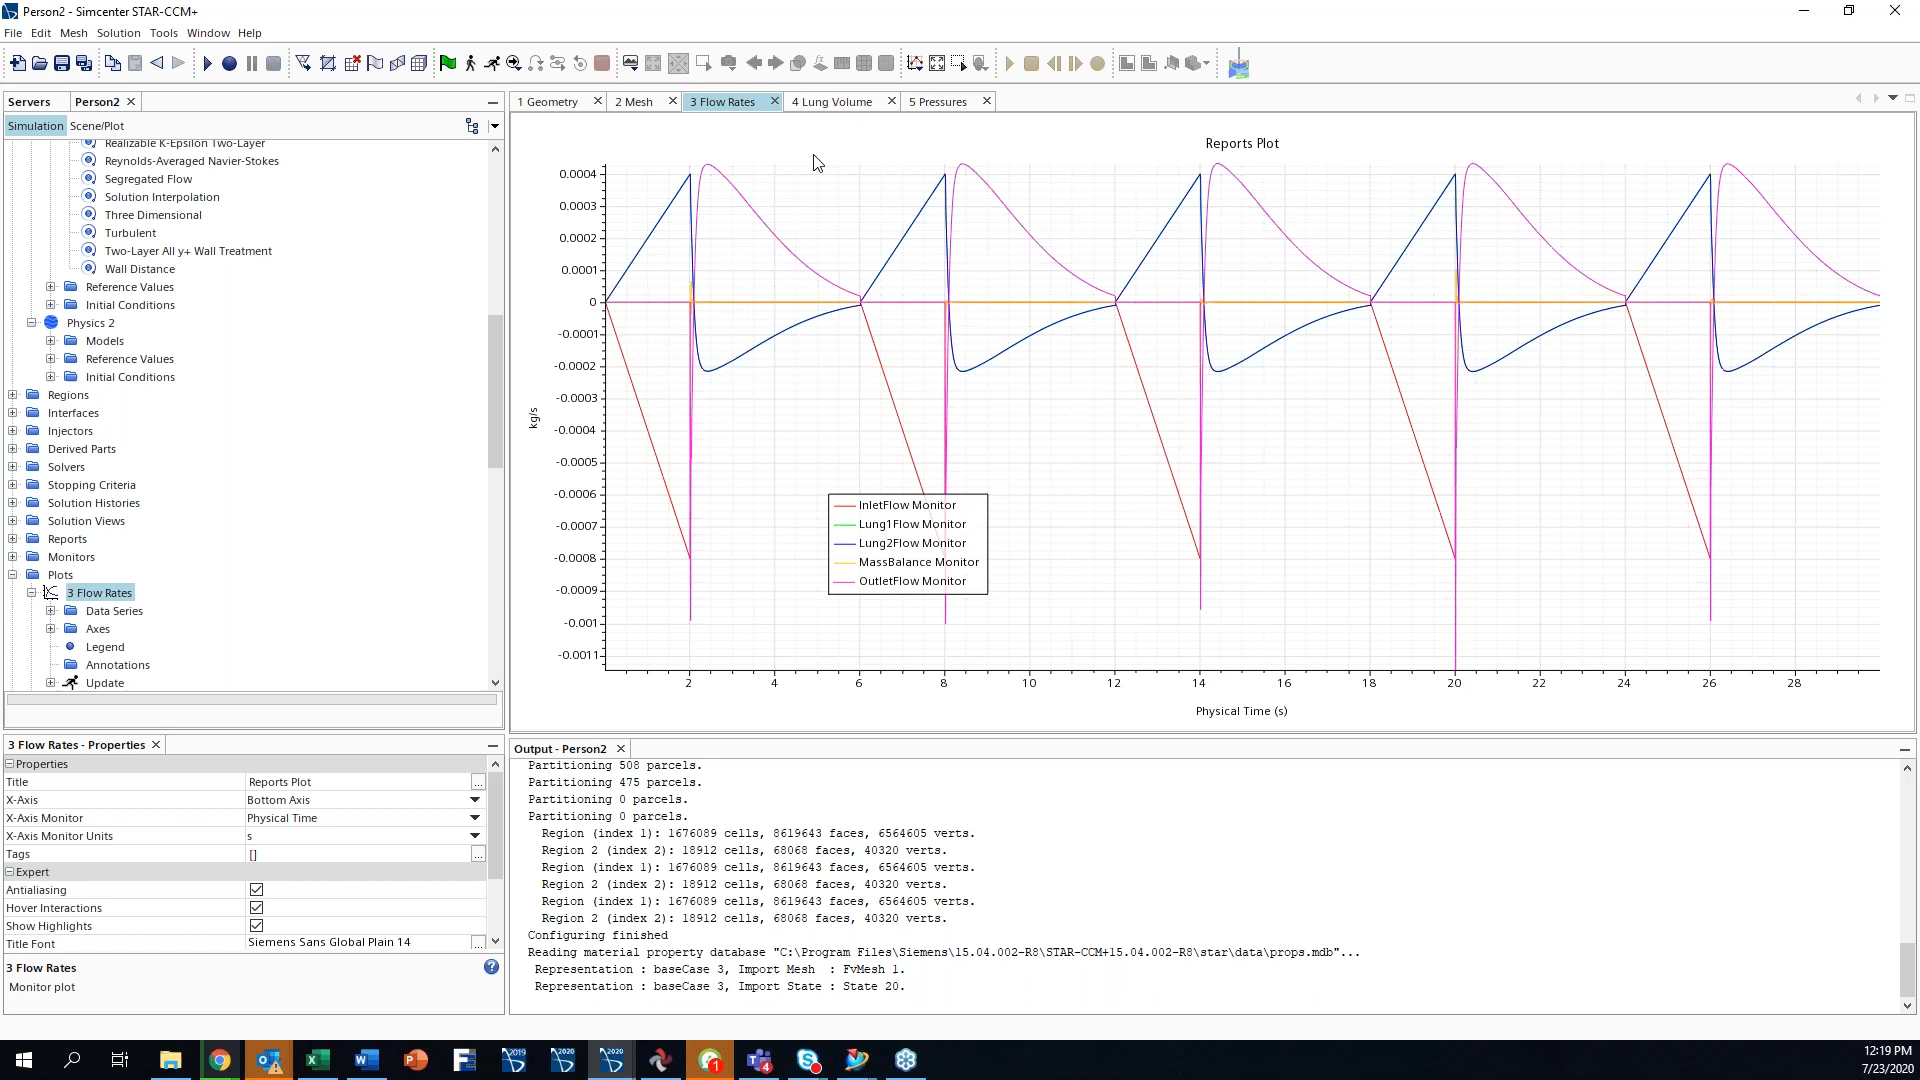 Person2 - Simcenter STAR-CCM+
File Edit Mesh Solution Tools Window Help
Servers Person2
Simulation Scene/Plot
Realizable K-Epsilon Two-Layer
Reynolds-Averaged Navier-Stokes
Segregated Flow
Solution Interpolation
Three Dimensional
Turbulent
Two-Layer All y+ Wall Treatment
Wall Distance
Reference Values
Initial Conditions
Physics 2
Models
Reference Values
Initial Conditions
Regions
Interfaces
Injectors
Derived Parts
Solvers
Stopping Criteria
Solution Histories
Solution Views
Reports
Monitors
Plots
3 Flow Rates
Data Series
Axes
Legend
Annotations
Update
3 Flow Rates - Properties
Properties
Title Reports Plot
X-Axis Bottom Axis
X-Axis Monitor Physical Time
X-Axis Monitor Units s
Tags []
Expert
Antialiasing
Hover Interactions
Show Highlights
Title Font Siemens Sans Global Plain 14
3 Flow Rates
Monitor plot
1 Geometry 2 Mesh 3 Flow Rates 4 Lung Volume 5 Pressures
Reports Plot
0.0004
0.0003
0.0002
0.0001
0
-0.0001
-0.0002
-0.0003
-0.0004
-0.0005
-0.0006
-0.0007
-0.0008
-0.0009
-0.001
-0.0011
kg/s
InletFlow Monitor
Lung1Flow Monitor
Lung2Flow Monitor
MassBalance Monitor
OutletFlow Monitor
2 4 6 8 10 12 14 16 18 20 22 24 26 28
Physical Time (s)
Output - Person2
Partitioning 508 parcels.
Partitioning 475 parcels.
Partitioning 0 parcels.
Partitioning 0 parcels.
Region (index 1): 1676089 cells, 8619643 faces, 6564605 verts.
Region 2 (index 2): 18912 cells, 68068 faces, 40320 verts.
Region (index 1): 1676089 cells, 8619643 faces, 6564605 verts.
Region 2 (index 2): 18912 cells, 68068 faces, 40320 verts.
Region (index 1): 1676089 cells, 8619643 faces, 6564605 verts.
Region 2 (index 2): 18912 cells, 68068 faces, 40320 verts.
Configuring finished
Reading material property database "C:\Program Files\Siemens\15.04.002-R8\STAR-CCM+15.04.002-R8\star\data\props.mdb"...
Representation : baseCase 3, Import Mesh : FvMesh 1.
Representation : baseCase 3, Import State : State 20.
2019 2020 2020
12:19 PM
7/23/2020